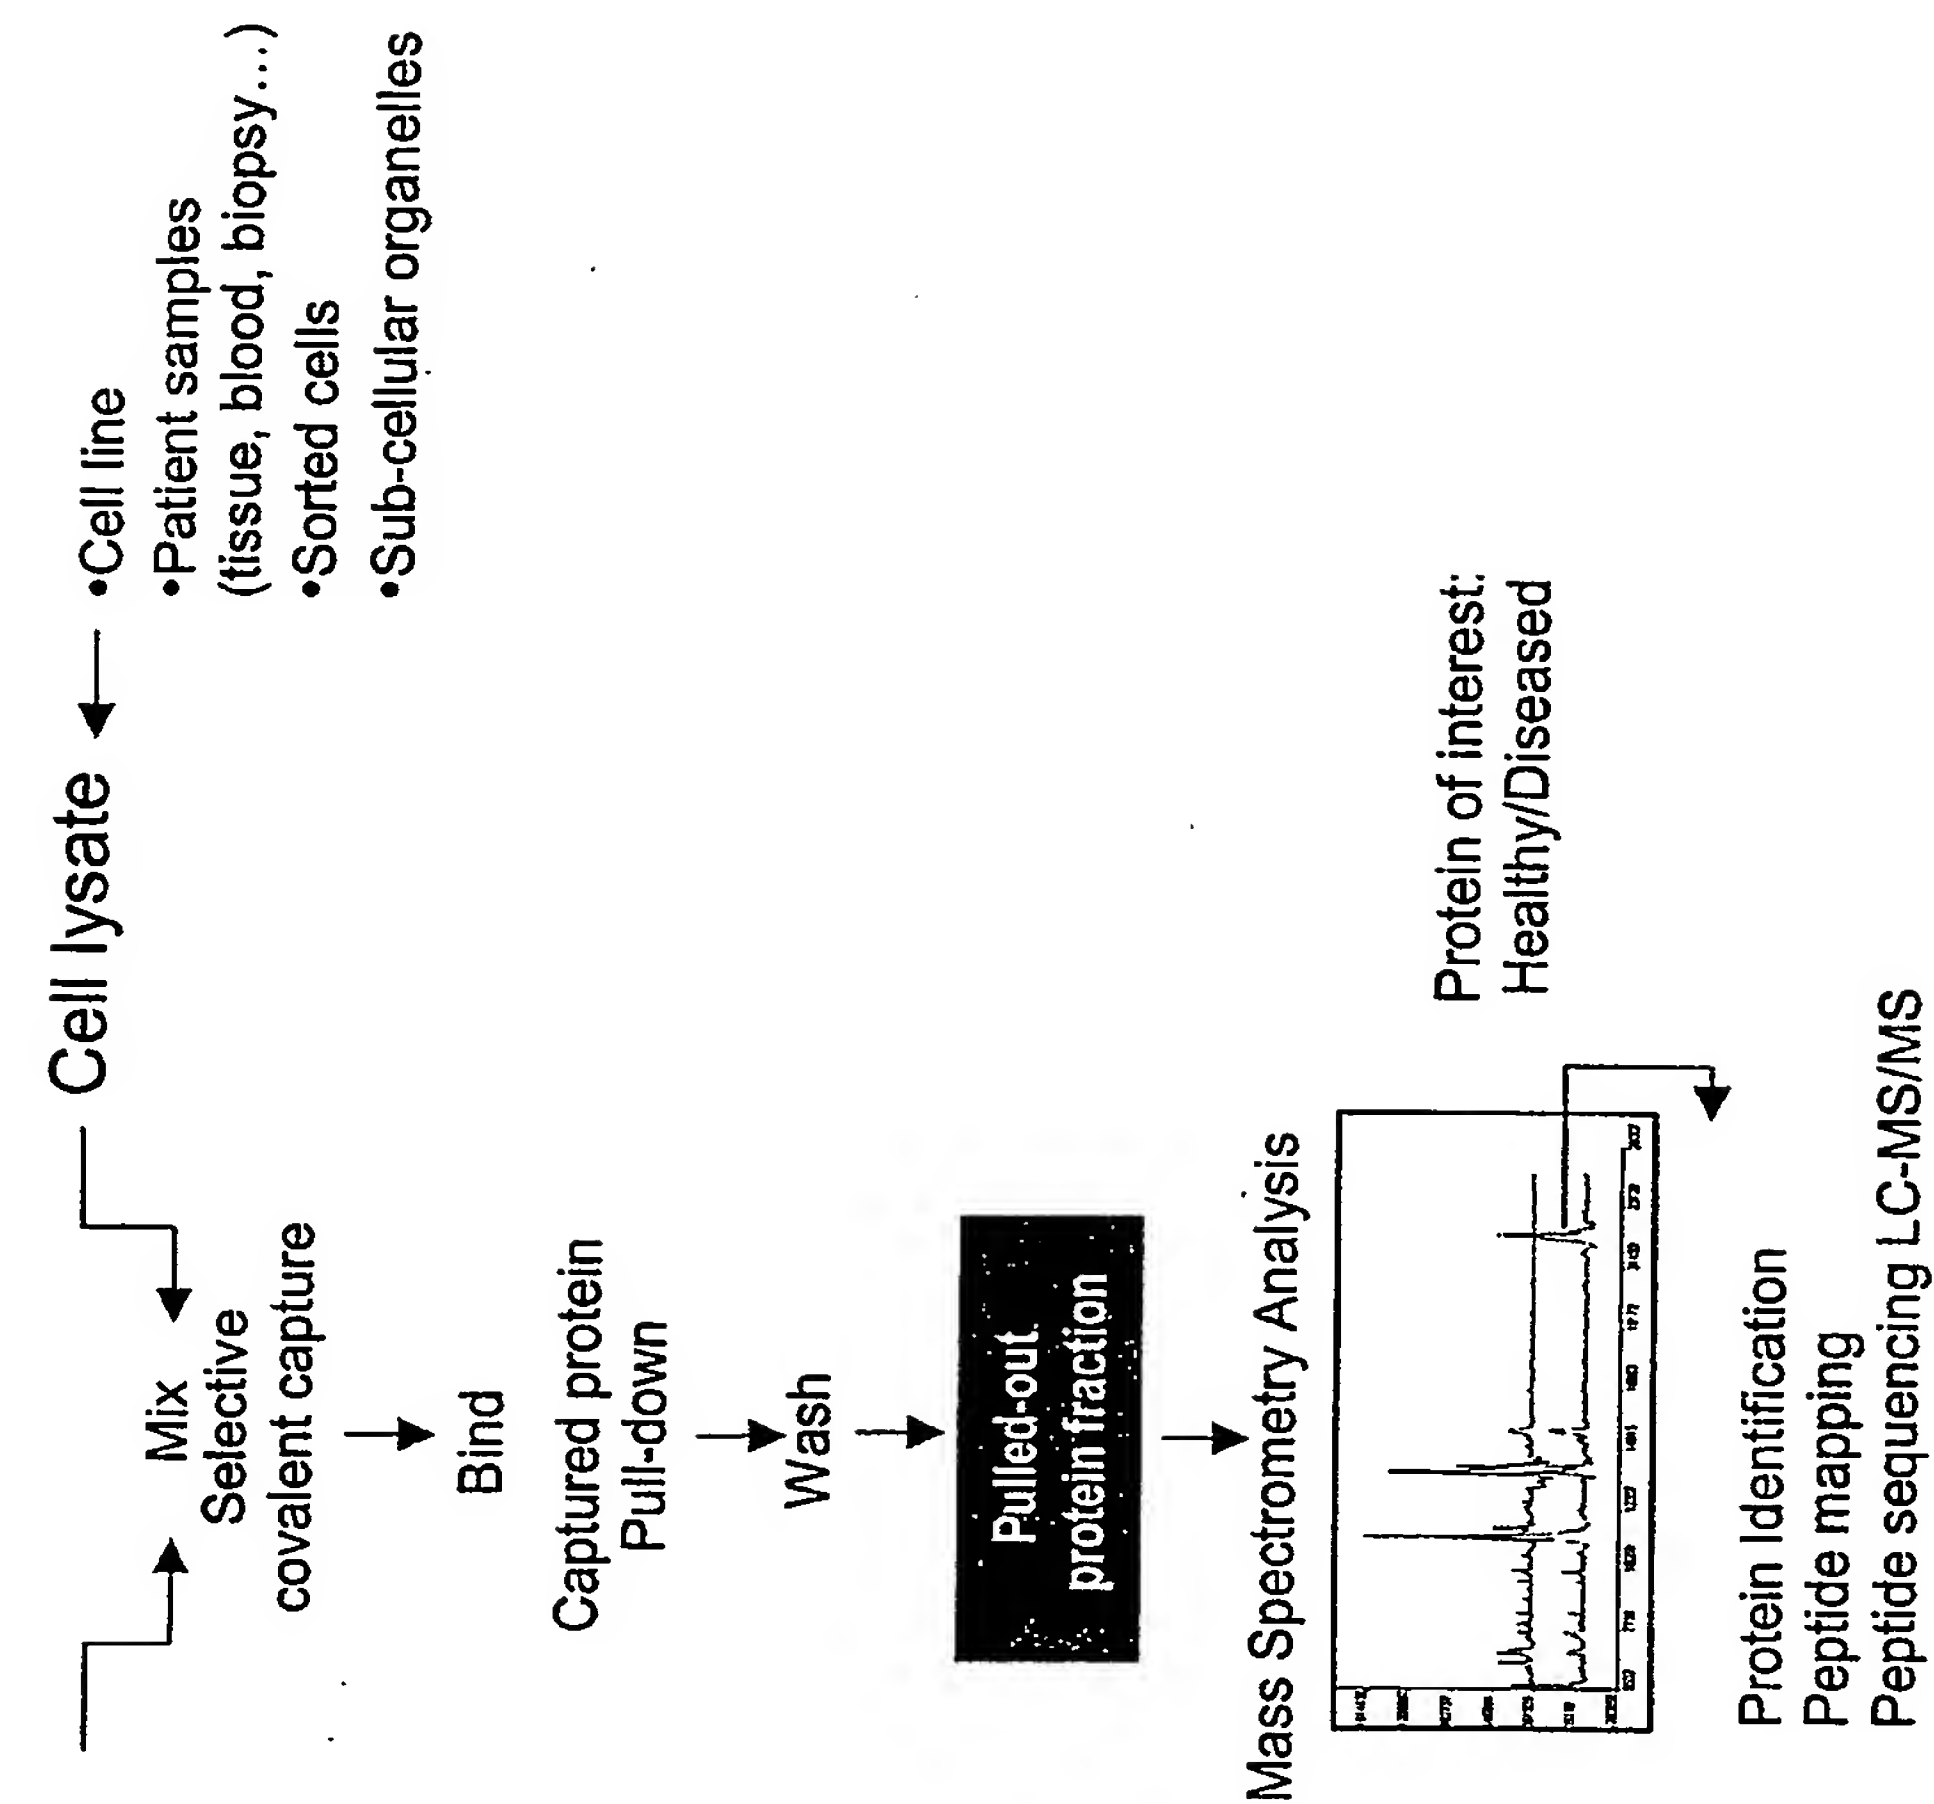 Cell lysate
•Cell line
•Patient samples
(tissue, blood, biopsy...)
•Sorted cells
•Sub-cellular organelles
Mix
Selective
covalent capture
Bind
Captured protein
Pull-down
Wash
Pulled-out
protein fraction
Mass Spectrometry Analysis
Protein of interest:
Healthy/Diseased
Protein Identification
Peptide mapping
Peptide sequencing LC-MS/MS